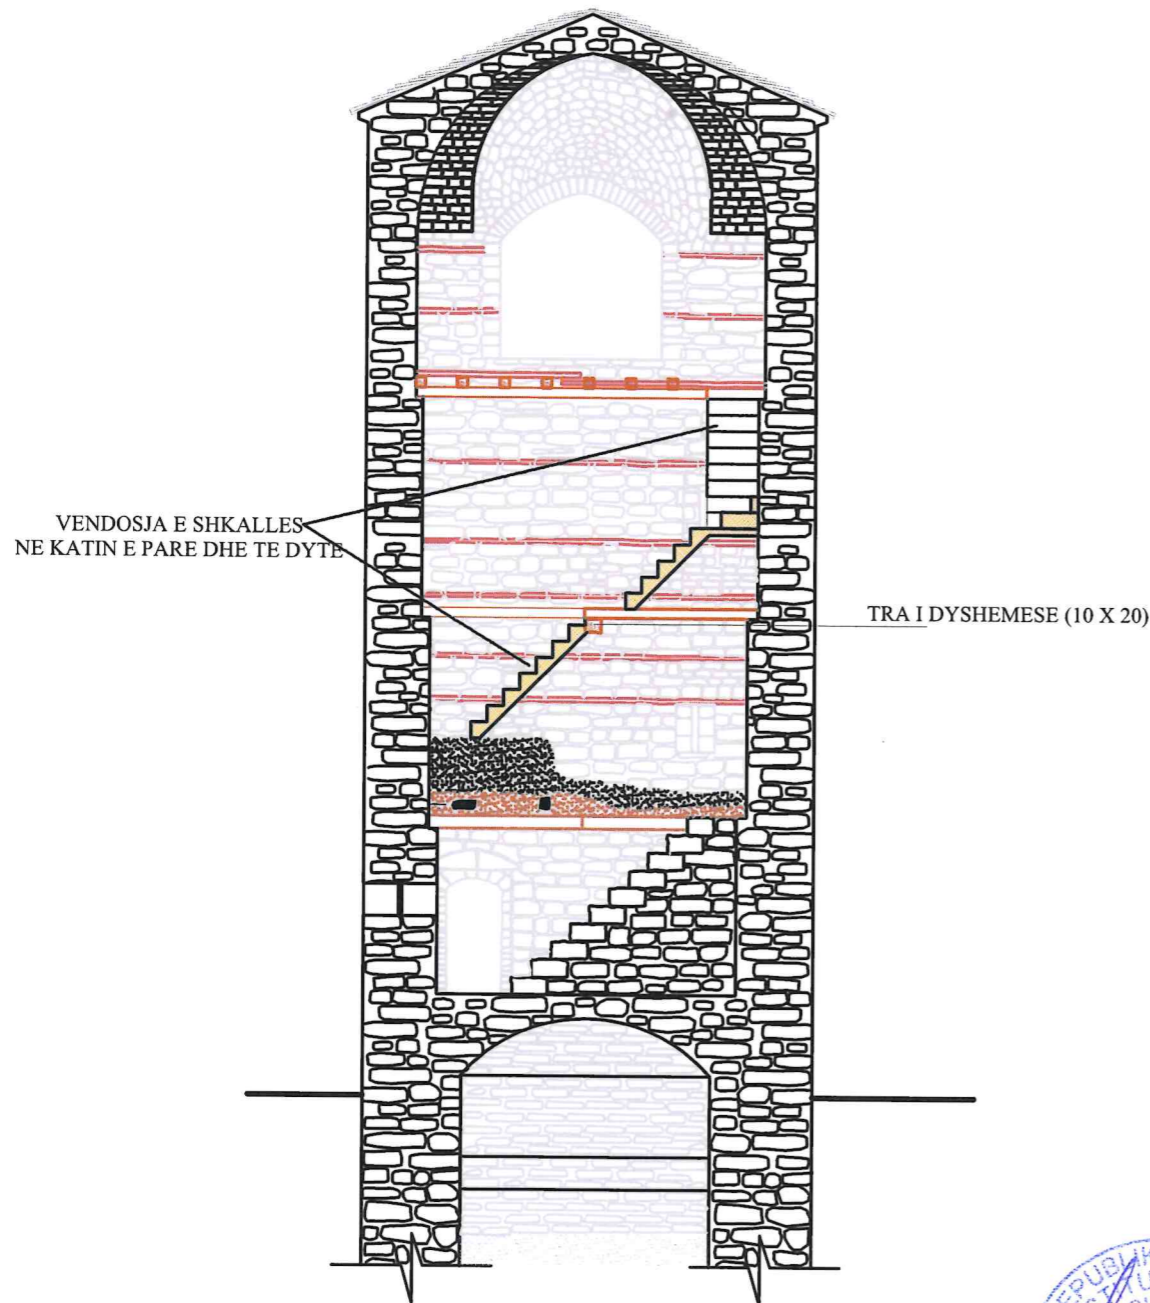 VENDOSJA E SHKALLES
NE KATIN E PARE DHE TE DYTE
TRA I DYSHEMESE (10 X 20)